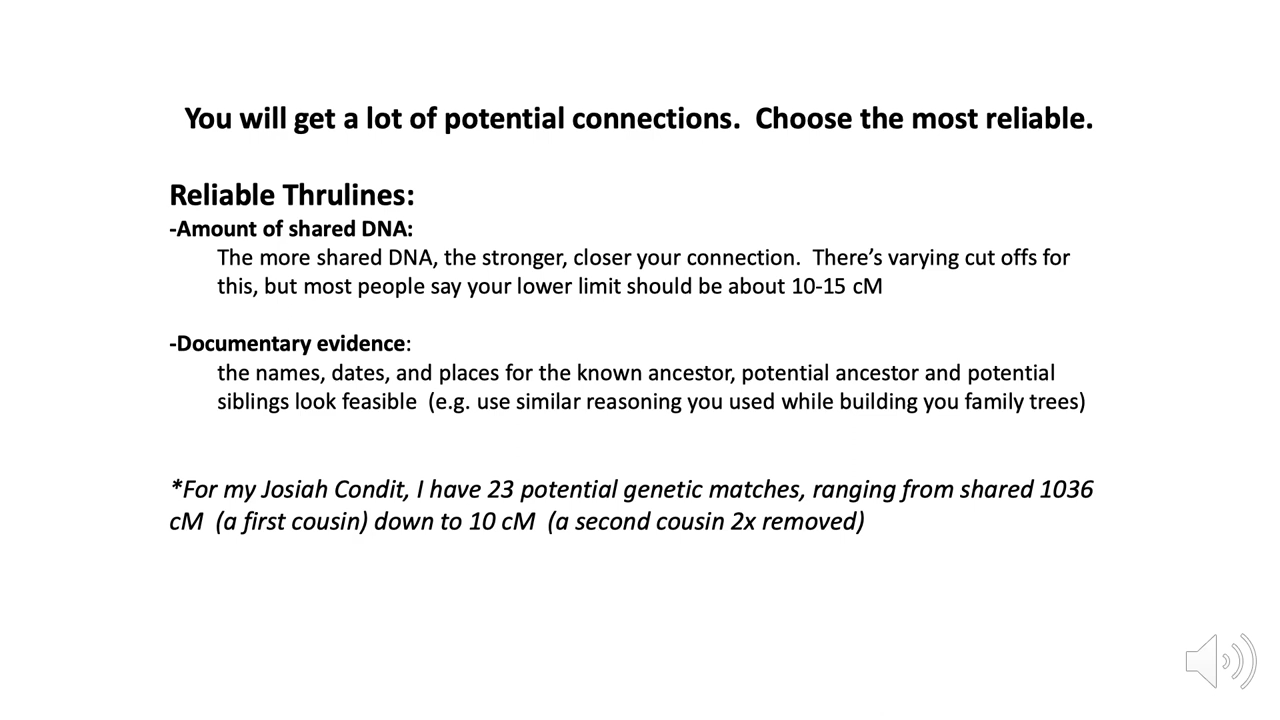 You will get a lot of potential connections.  Choose the most reliable.
Reliable Thrulines:
-Amount of shared DNA:
The more shared DNA, the stronger, closer your connection.  There’s varying cut offs for
this, but most people say your lower limit should be about 10-15 cM
-Documentary evidence:
the names, dates, and places for the known ancestor, potential ancestor and potential
siblings look feasible  (e.g. use similar reasoning you used while building you family trees)
*For my Josiah Condit, I have 23 potential genetic matches, ranging from shared 1036
cM  (a first cousin) down to 10 cM  (a second cousin 2x removed)